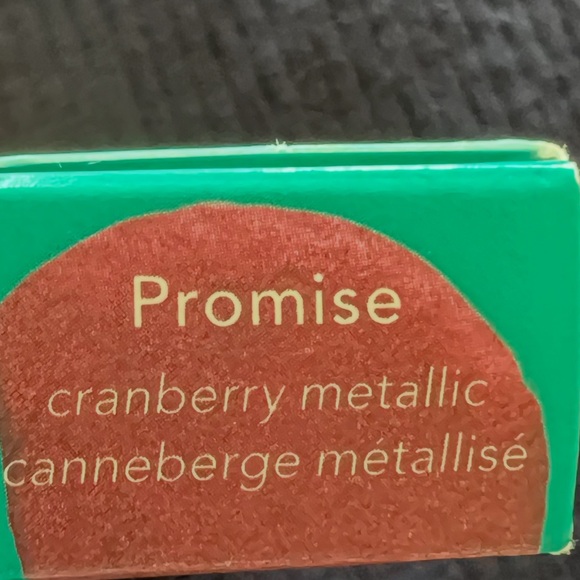 Promise
cranberry metallic
canneberge métallisé